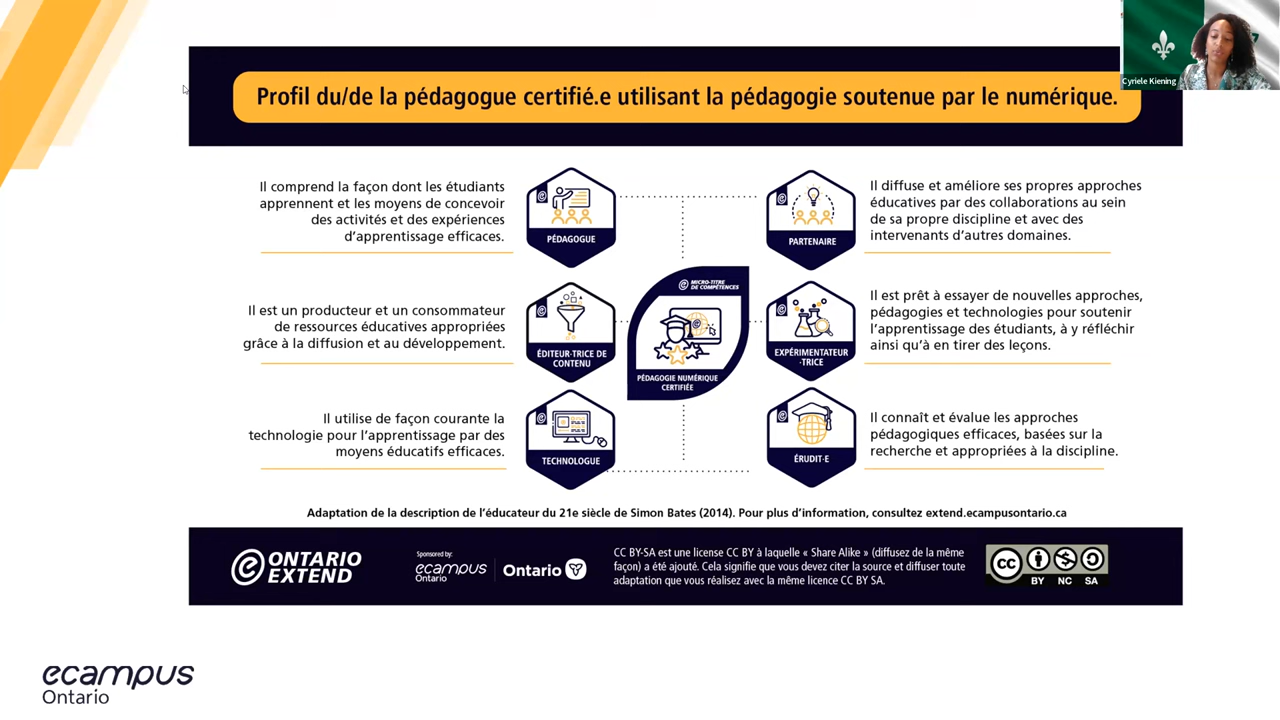 Cyriele Kiening
Profil du/de la pédagogue certifié.e utilisant la pédagogie soutenue par le numérique.
Il comprend la façon dont les étudiants
apprennent et les moyens de concevoir
des activités et des expériences
d’apprentissage efficaces.
PÉDAGOGUE
PARTENAIRE
Il diffuse et améliore ses propres approches
éducatives par des collaborations au sein
de sa propre discipline et avec des
intervenants d’autres domaines.
Il est un producteur et un consommateur
de ressources éducatives appropriées
grâce à la diffusion et au développement.
ÉDITEUR·TRICE DE
CONTENU
MICRO-TITRE
DE COMPÉTENCES
PÉDAGOGIE NUMÉRIQUE
CERTIFIÉE
EXPÉRIMENTATEUR
·TRICE
Il est prêt à essayer de nouvelles approches,
pédagogies et technologies pour soutenir
l’apprentissage des étudiants, à y réfléchir
ainsi qu’à en tirer des leçons.
Il utilise de façon courante la
technologie pour l’apprentissage par des
moyens éducatifs efficaces.
TECHNOLOGUE
ÉRUDIT·E
Il connaît et évalue les approches
pédagogiques efficaces, basées sur la
recherche et appropriées à la discipline.
Adaptation de la description de l’éducateur du 21e siècle de Simon Bates (2014). Pour plus d’information, consultez extend.ecampusontario.ca
ONTARIO
EXTEND
Sponsored by:
ecampus
Ontario
Ontario
CC BY-SA est une license CC BY à laquelle « Share Alike » (diffusez de la même
façon) a été ajouté. Cela signifie que vous devez citer la source et diffuser toute
adaptation que vous réalisez avec la même licence CC BY SA.
cc
BY NC SA
ecampus
Ontario